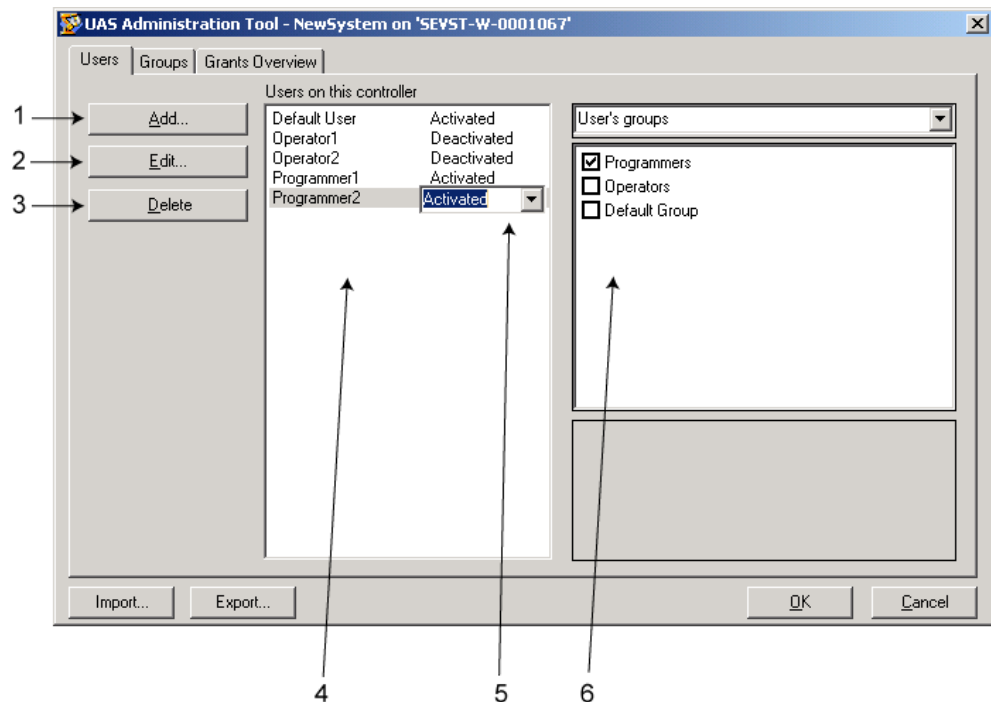 UAS Administration Tool - NewSystem on 'SEVST-W-0001067'
Users Groups Grants Overview
Users on this controller
1 Add...
2 Edit...
3 Delete
Default User Activated
Operator1 Deactivated
Operator2 Deactivated
Programmer1 Activated
Programmer2 Activated
User's groups
Programmers
Operators
Default Group
Import... Export... OK Cancel
4 5 6